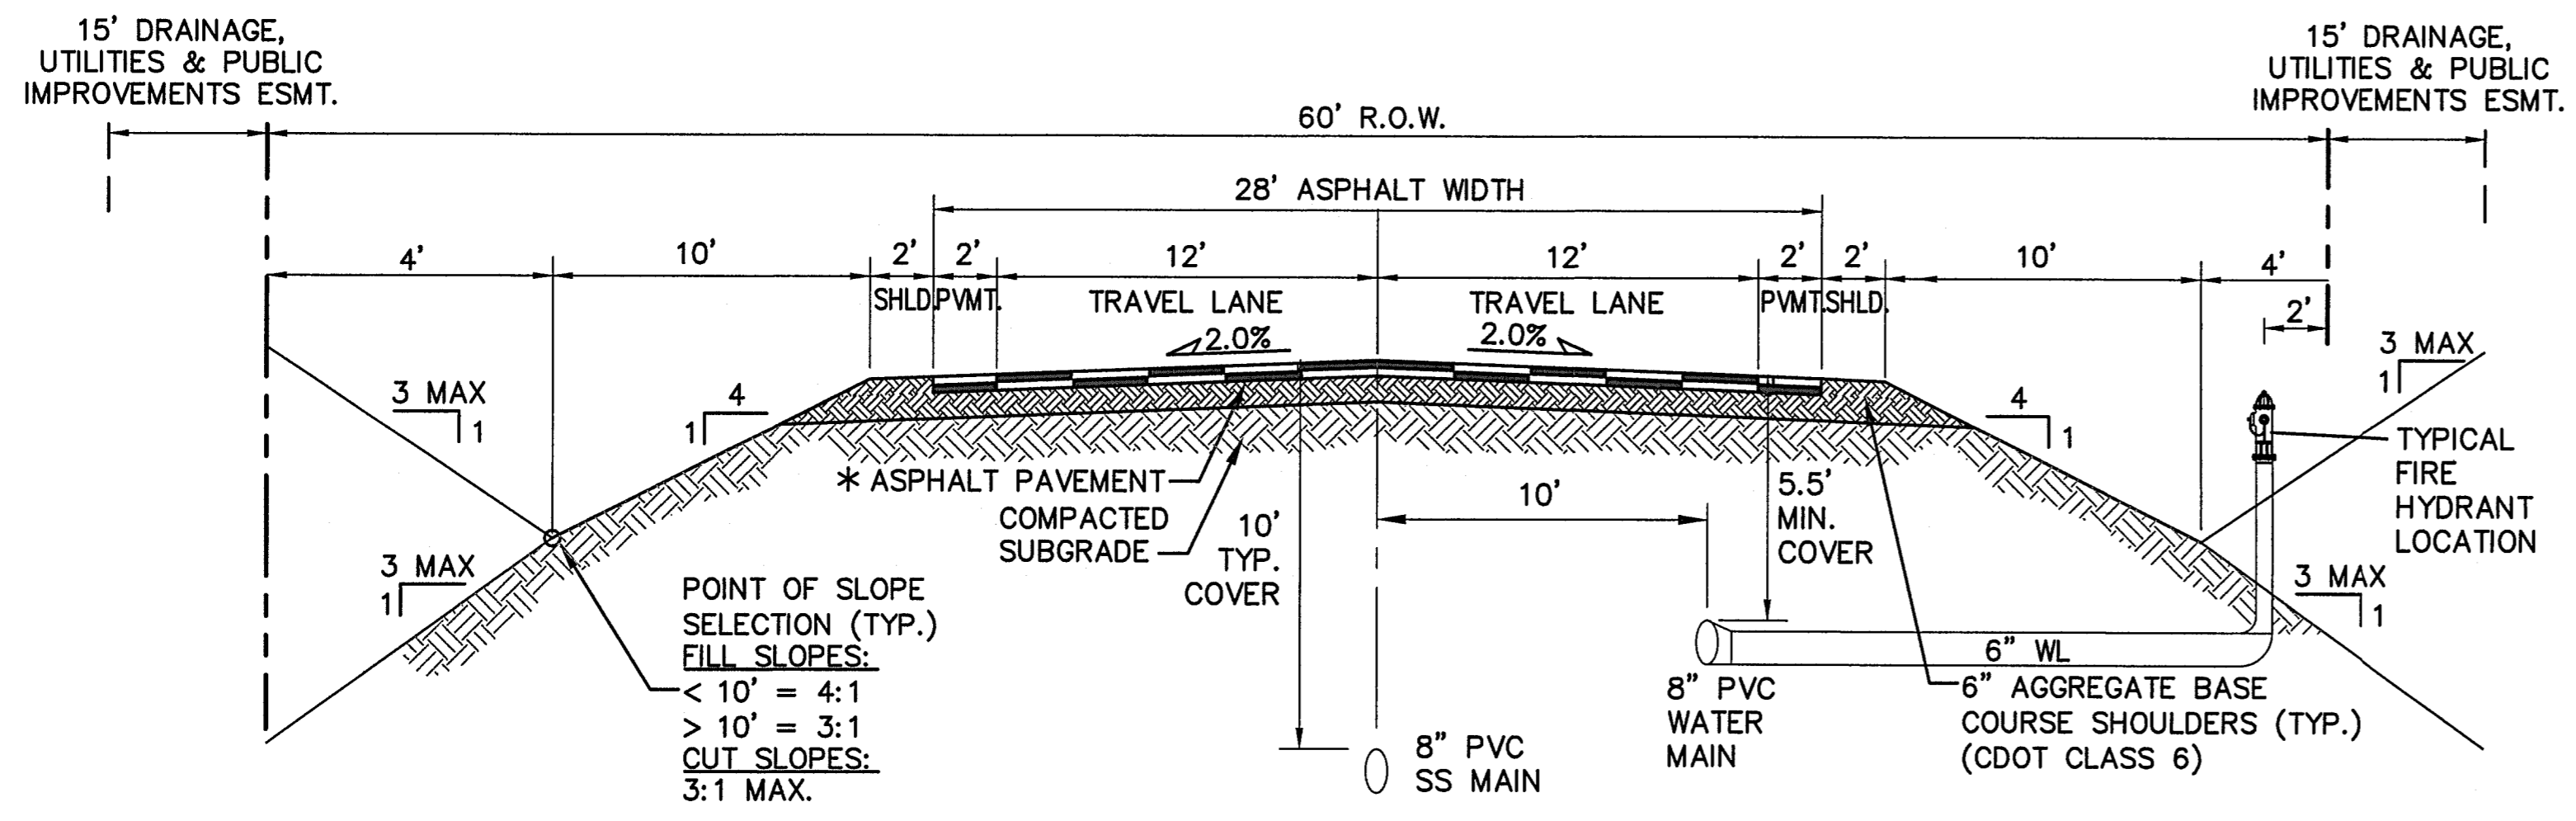 15' DRAINAGE,
UTILITIES & PUBLIC
IMPROVEMENTS ESMT.
15' DRAINAGE,
UTILITIES & PUBLIC
IMPROVEMENTS ESMT.
60' R.O.W.
28' ASPHALT WIDTH
4'
10'
2'
2'
12'
12'
2'
2'
10'
4'
SHLD.
PVMT.
TRAVEL LANE
TRAVEL LANE
PVMT.
SHLD.
2'
2.0%
2.0%
3 MAX
1
4
1
4
1
3 MAX
1
TYPICAL
FIRE
HYDRANT
LOCATION
* ASPHALT PAVEMENT
COMPACTED
SUBGRADE
10'
TYP.
COVER
10'
5.5'
MIN.
COVER
3 MAX
1
3 MAX
1
POINT OF SLOPE
SELECTION (TYP.)
FILL SLOPES:
< 10' = 4:1
> 10' = 3:1
CUT SLOPES:
3:1 MAX.
6" WL
8" PVC
WATER
MAIN
6" AGGREGATE BASE
COURSE SHOULDERS (TYP.)
(CDOT CLASS 6)
8" PVC
SS MAIN